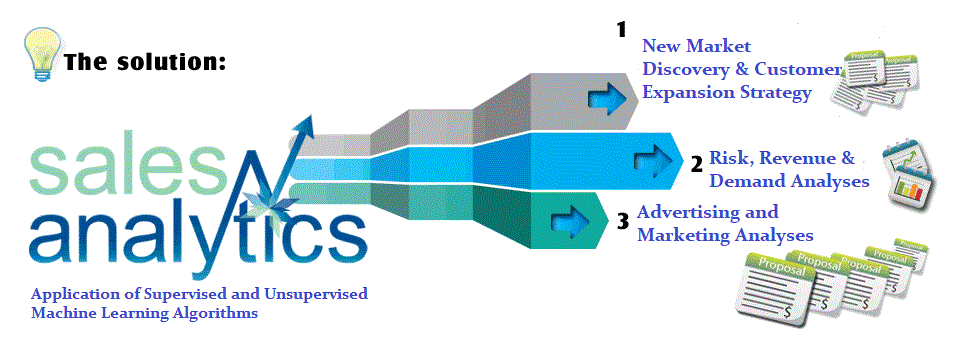 The solution:
sales
analytics
Application of Supervised and Unsupervised
Machine Learning Algorithms
1
New Market
Discovery & Customer
Expansion Strategy
Proposal
$
Proposal
$
2
Risk, Revenue &
Demand Analyses
3
Advertising and
Marketing Analyses
Proposal
$
Proposal
$
Proposal
$
Proposal
$
Proposal